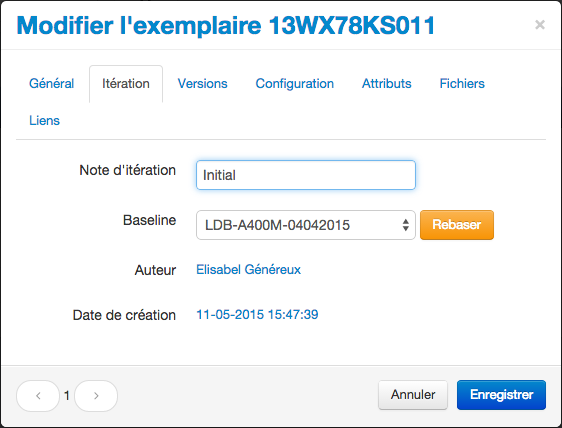 Modifier l'exemplaire 13WX78KS011 ×
Général Itération Versions Configuration Attributs Fichiers
Liens
Note d'itération Initial
Baseline LDB-A400M-04042015 Rebaser
Auteur Elisabel Généreux
Date de création 11-05-2015 15:47:39
‹ 1 › Annuler Enregistrer